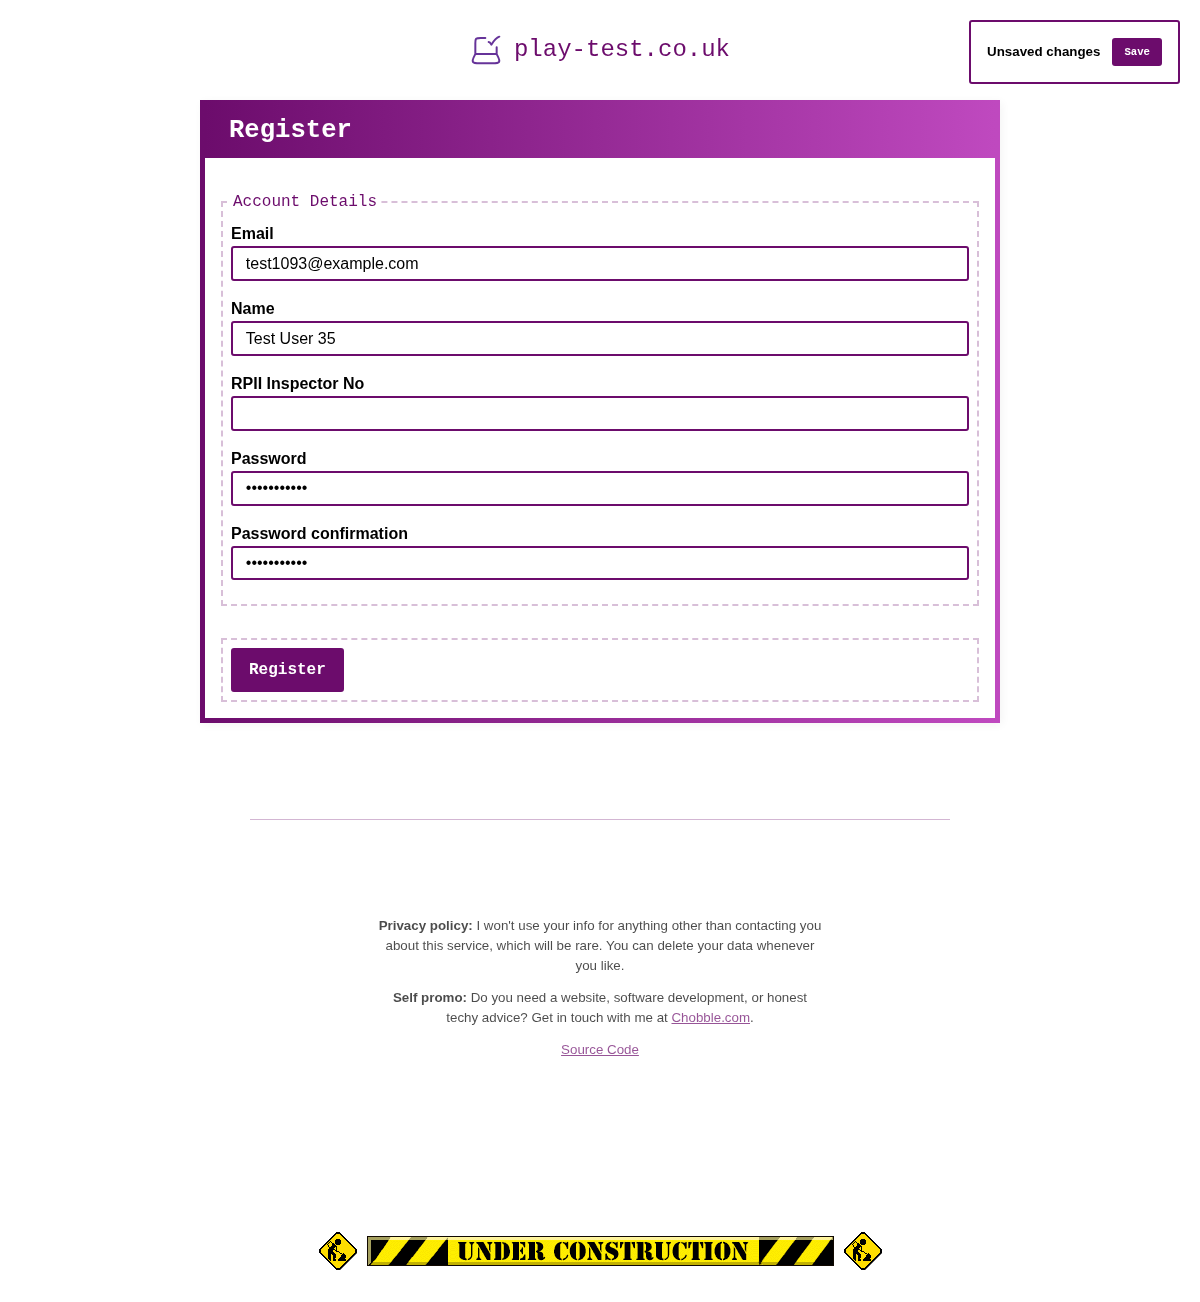 play-test.co.uk
Unsaved changes
Save
Register
Account Details
Email
test1093@example.com
Name
Test User 35
RPII Inspector No
Password
•••••••••••
Password confirmation
•••••••••••
Register
Privacy policy: I won't use your info for anything other than contacting you
about this service, which will be rare. You can delete your data whenever
you like.
Self promo: Do you need a website, software development, or honest
techy advice? Get in touch with me at Chobble.com.
Source Code
UNDER CONSTRUCTION